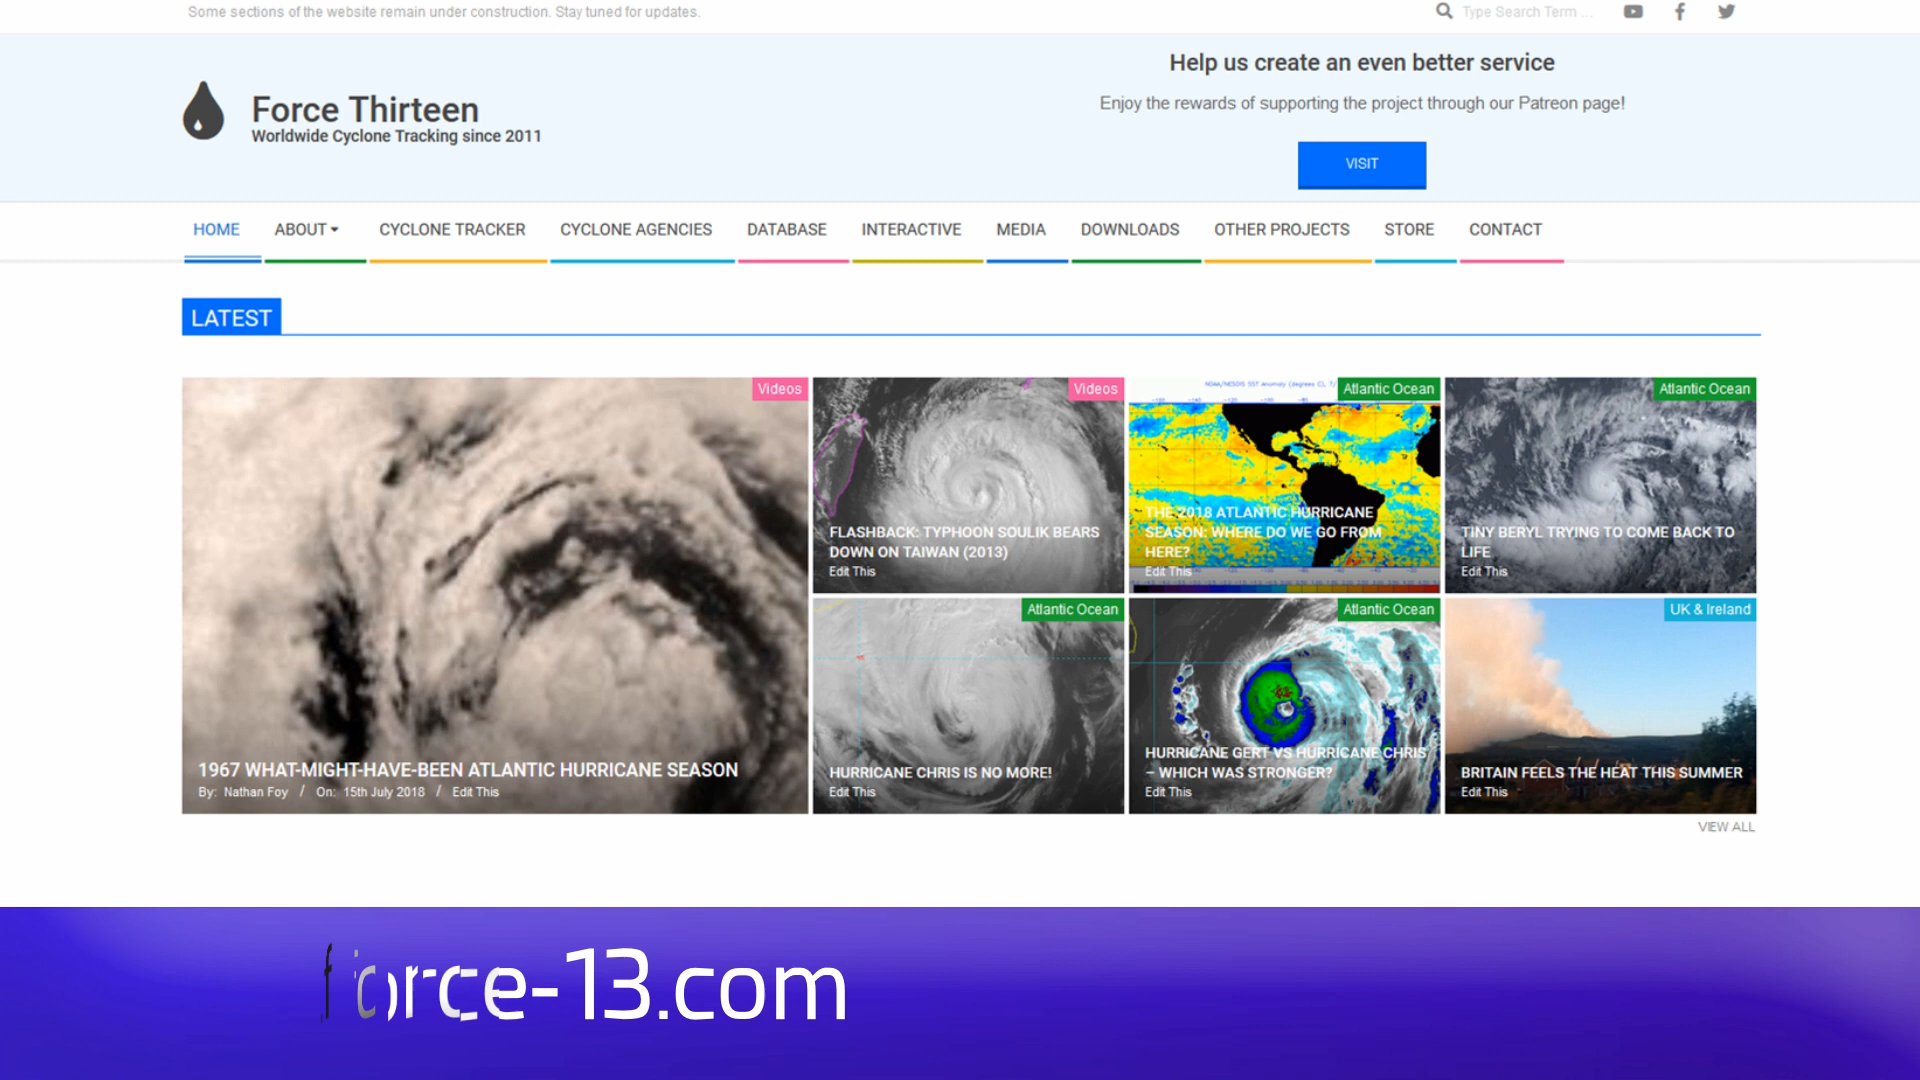 Some sections of the website remain under construction. Stay tuned for updates.
Type Search Term ...
Force Thirteen
Worldwide Cyclone Tracking since 2011
Help us create an even better service
Enjoy the rewards of supporting the project through our Patreon page!
VISIT
HOME
ABOUT
CYCLONE TRACKER
CYCLONE AGENCIES
DATABASE
INTERACTIVE
MEDIA
DOWNLOADS
OTHER PROJECTS
STORE
CONTACT
LATEST
Videos
1967 WHAT-MIGHT-HAVE-BEEN ATLANTIC HURRICANE SEASON
By: Nathan Foy / On: 15th July 2018 / Edit This
Videos
FLASHBACK: TYPHOON SOULIK BEARS
DOWN ON TAIWAN (2013)
Edit This
NOAA/NESDIS SST Anomaly (degrees C), 7/
Atlantic Ocean
THE 2018 ATLANTIC HURRICANE
SEASON: WHERE DO WE GO FROM
HERE?
Edit This
Atlantic Ocean
TINY BERYL TRYING TO COME BACK TO
LIFE
Edit This
Atlantic Ocean
HURRICANE CHRIS IS NO MORE!
Edit This
Atlantic Ocean
HURRICANE GERT VS HURRICANE CHRIS
– WHICH WAS STRONGER?
Edit This
UK & Ireland
BRITAIN FEELS THE HEAT THIS SUMMER
Edit This
VIEW ALL
force-13.com